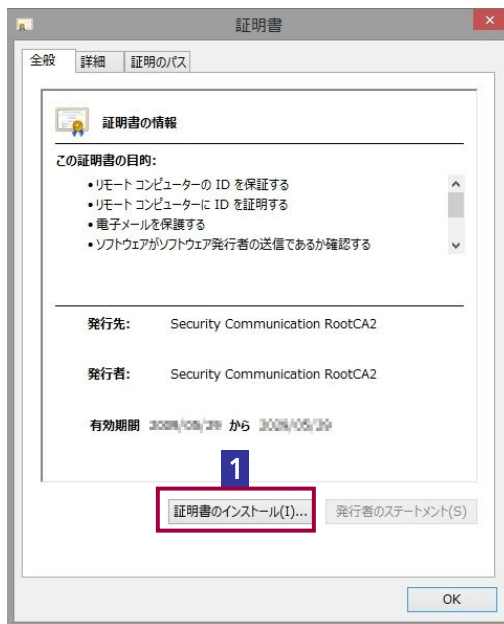 証明書
全般 詳細 証明のパス
証明書の情報
この証明書の目的:
•リモート コンピューターの ID を保証する
•リモート コンピューターに ID を証明する
•電子メールを保護する
•ソフトウェアがソフトウェア発行者の送信であるか確認する
発行先: Security Communication RootCA2
発行者: Security Communication RootCA2
有効期間 から
1
証明書のインストール(I)... 発行者のステートメント(S)
OK